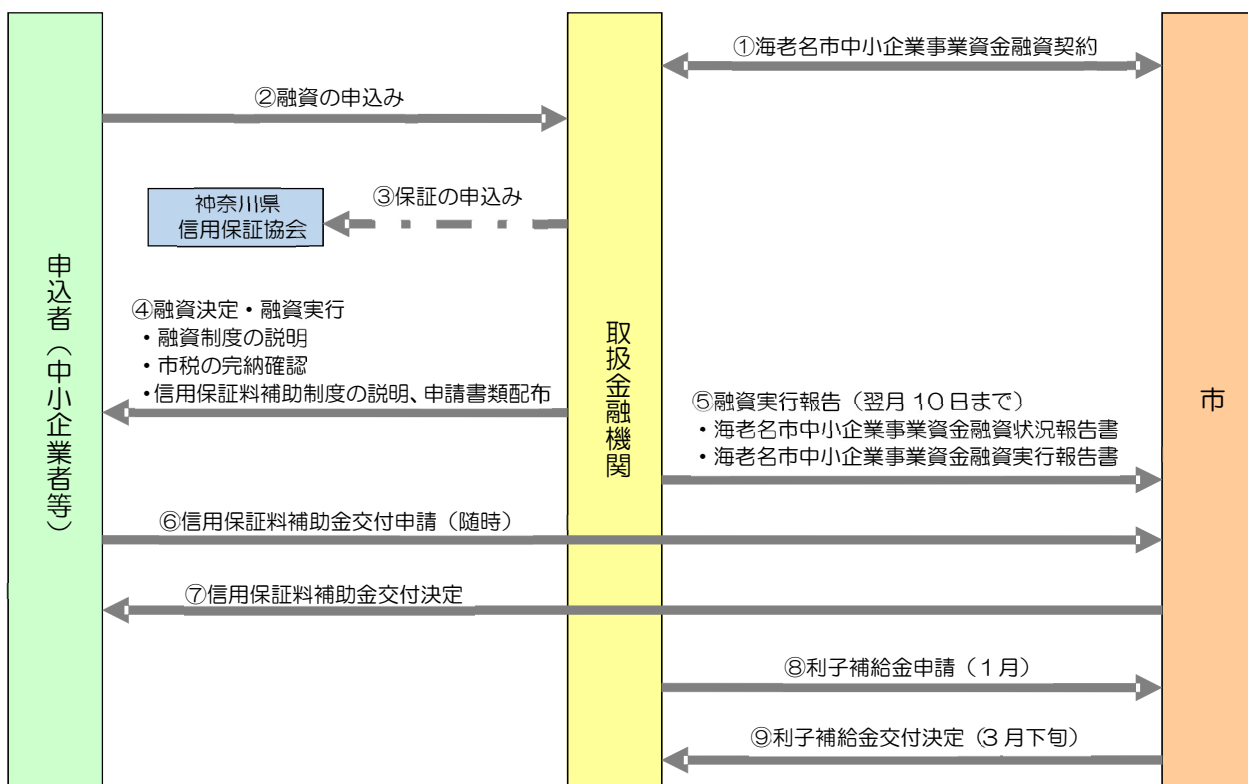 ①海老名市中小企業事業資金融資契約
②融資の申込み
③保証の申込み
神奈川県
信用保証協会
申込者（中小企業者等）
④融資決定・融資実行
・融資制度の説明
・市税の完納確認
・信用保証料補助制度の説明、申請書類配布
取扱金融機関
市
⑤融資実行報告（翌月10日まで）
・海老名市中小企業事業資金融資状況報告書
・海老名市中小企業事業資金融資実行報告書
⑥信用保証料補助金交付申請（随時）
⑦信用保証料補助金交付決定
⑧利子補給金申請（1月）
⑨利子補給金交付決定（3月下旬）